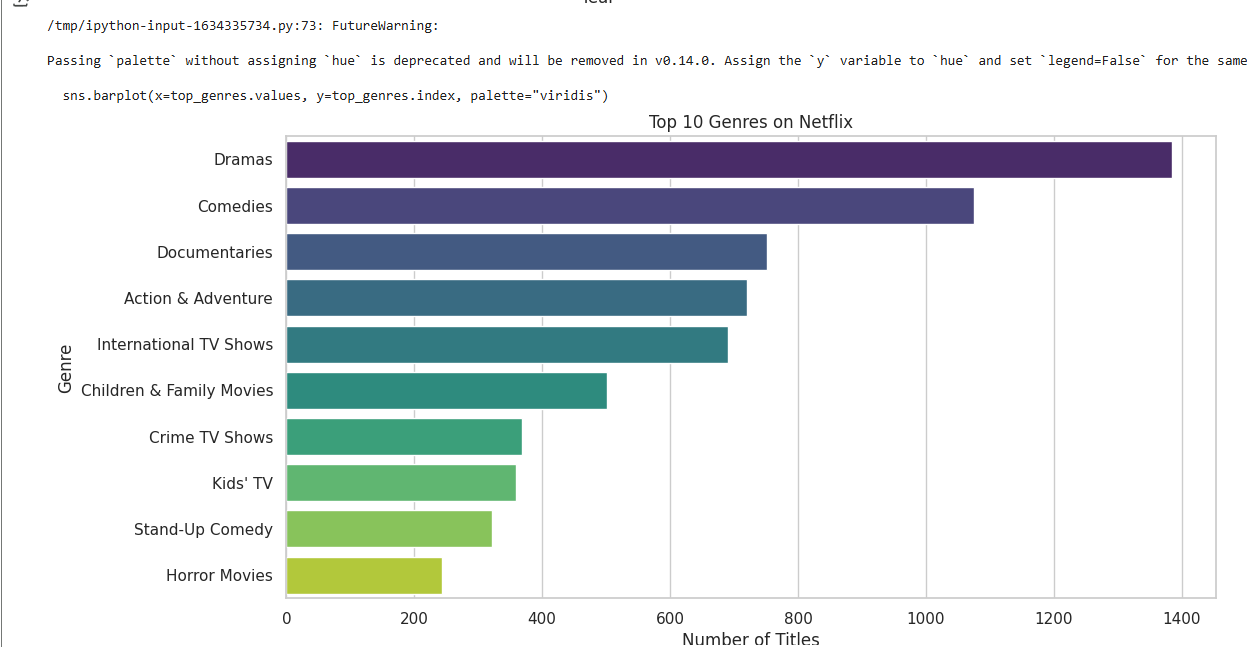 /tmp/ipython-input-1634335734.py:73: FutureWarning:
Passing `palette` without assigning `hue` is deprecated and will be removed in v0.14.0. Assign the `y` variable to `hue` and set `legend=False` for the same
sns.barplot(x=top_genres.values, y=top_genres.index, palette="viridis")
Top 10 Genres on Netflix
Dramas
Comedies
Documentaries
Action & Adventure
International TV Shows
Genre
Children & Family Movies
Crime TV Shows
Kids' TV
Stand-Up Comedy
Horror Movies
0 200 400 600 800 1000 1200 1400
Number of Titles